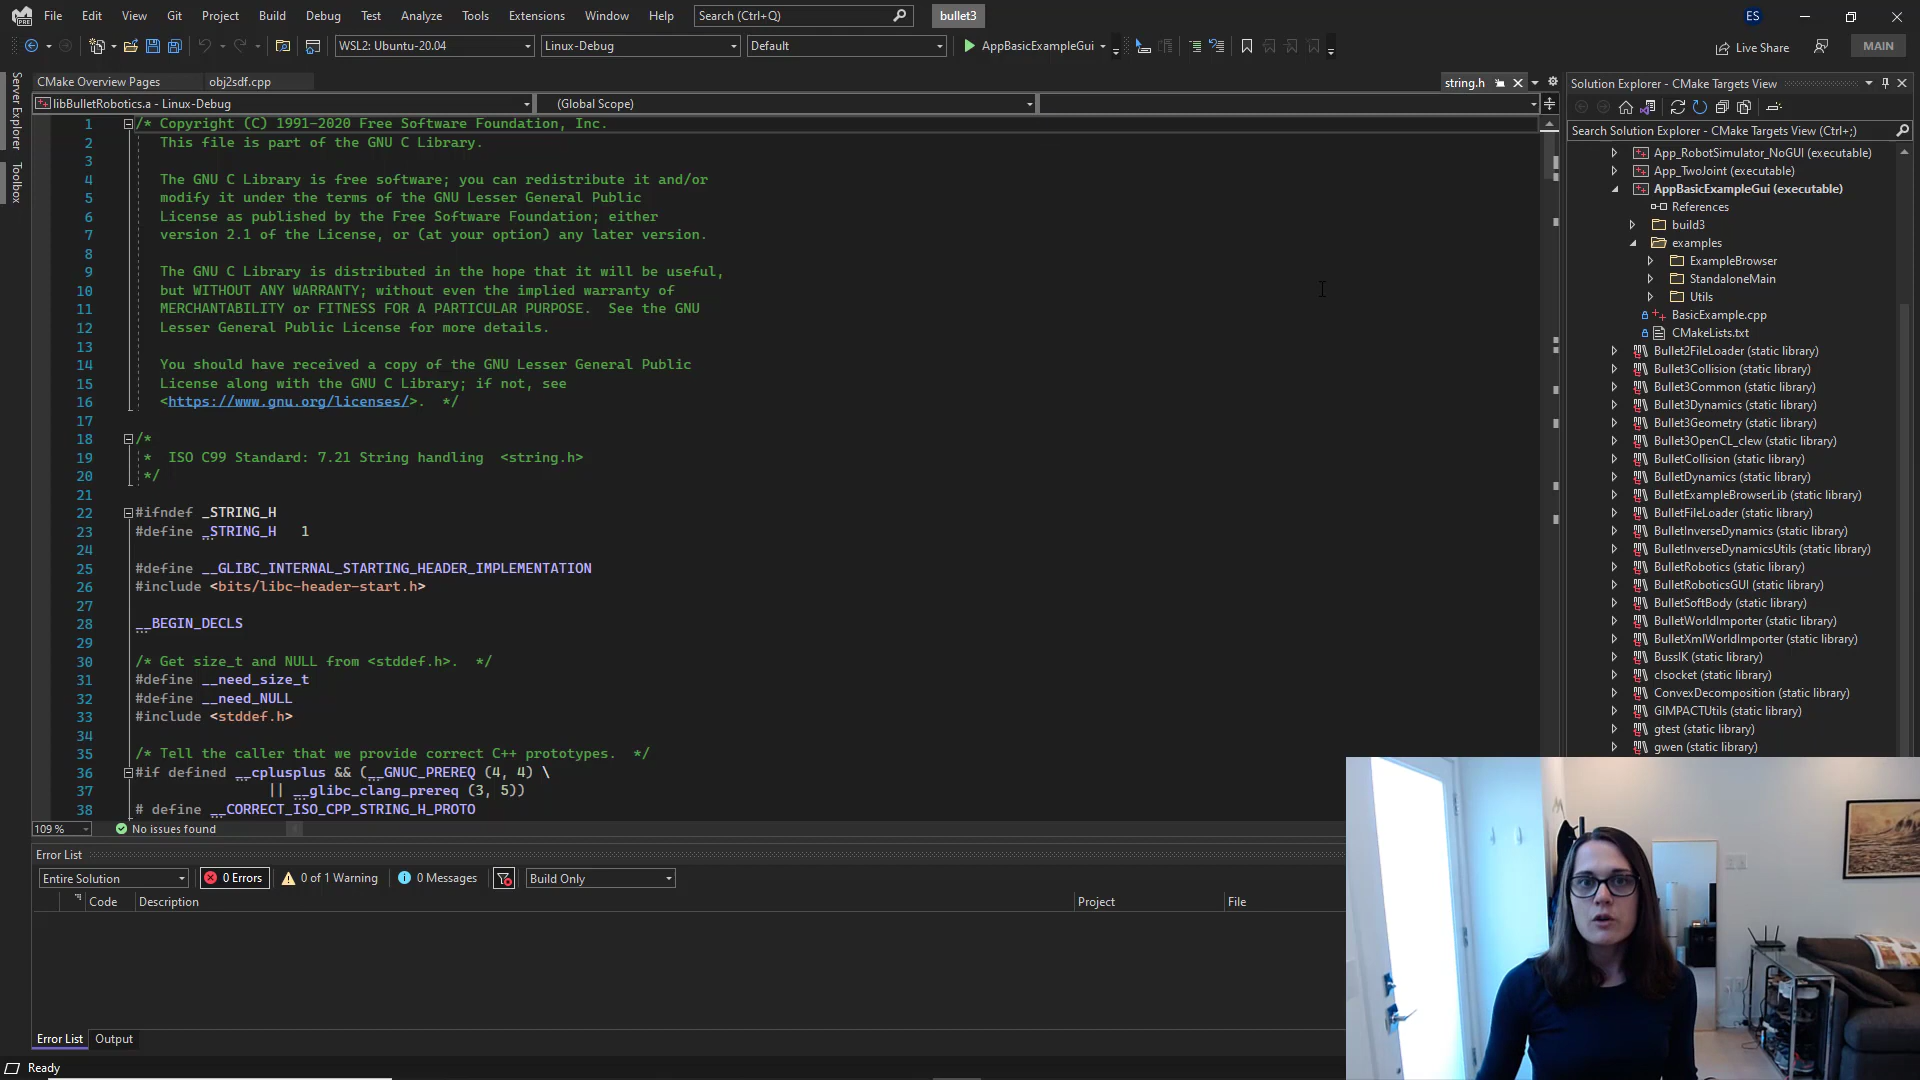 File Edit View Git Project Build Debug Test Analyze Tools Extensions Window Help Search (Ctrl+Q) bullet3 ES
WSL2: Ubuntu-20.04 Linux-Debug Default AppBasicExampleGui Live Share MAIN
Server Explorer
Toolbox
CMake Overview Pages obj2sdf.cpp string.h
libBulletRobotics.a - Linux-Debug (Global Scope)
1 /* Copyright (C) 1991-2020 Free Software Foundation, Inc.
2 This file is part of the GNU C Library.
3
4 The GNU C Library is free software; you can redistribute it and/or
5 modify it under the terms of the GNU Lesser General Public
6 License as published by the Free Software Foundation; either
7 version 2.1 of the License, or (at your option) any later version.
8
9 The GNU C Library is distributed in the hope that it will be useful,
10 but WITHOUT ANY WARRANTY; without even the implied warranty of
11 MERCHANTABILITY or FITNESS FOR A PARTICULAR PURPOSE. See the GNU
12 Lesser General Public License for more details.
13
14 You should have received a copy of the GNU Lesser General Public
15 License along with the GNU C Library; if not, see
16 <https://www.gnu.org/licenses/>. */
17
18 /*
19 * ISO C99 Standard: 7.21 String handling <string.h>
20 */
21
22 #ifndef _STRING_H
23 #define _STRING_H 1
24
25 #define __GLIBC_INTERNAL_STARTING_HEADER_IMPLEMENTATION
26 #include <bits/libc-header-start.h>
27
28 __BEGIN_DECLS
29
30 /* Get size_t and NULL from <stddef.h>. */
31 #define __need_size_t
32 #define __need_NULL
33 #include <stddef.h>
34
35 /* Tell the caller that we provide correct C++ prototypes. */
36 #if defined __cplusplus && (__GNUC_PREREQ (4, 4) \
37 || __glibc_clang_prereq (3, 5))
38 # define __CORRECT_ISO_CPP_STRING_H_PROTO
109 % No issues found
Error List
Entire Solution 0 Errors 0 of 1 Warning 0 Messages Build Only
Code Description Project File
Error List Output
Ready
Solution Explorer - CMake Targets View
Search Solution Explorer - CMake Targets View (Ctrl+;)
App_RobotSimulator_NoGUI (executable)
App_TwoJoint (executable)
AppBasicExampleGui (executable)
References
build3
examples
ExampleBrowser
StandaloneMain
Utils
BasicExample.cpp
CMakeLists.txt
Bullet2FileLoader (static library)
Bullet3Collision (static library)
Bullet3Common (static library)
Bullet3Dynamics (static library)
Bullet3Geometry (static library)
Bullet3OpenCL_clew (static library)
BulletCollision (static library)
BulletDynamics (static library)
BulletExampleBrowserLib (static library)
BulletFileLoader (static library)
BulletInverseDynamics (static library)
BulletInverseDynamicsUtils (static library)
BulletRobotics (static library)
BulletRoboticsGUI (static library)
BulletSoftBody (static library)
BulletWorldImporter (static library)
BulletXmlWorldImporter (static library)
BussIK (static library)
clsocket (static library)
ConvexDecomposition (static library)
GIMPACTUtils (static library)
gtest (static library)
gwen (static library)